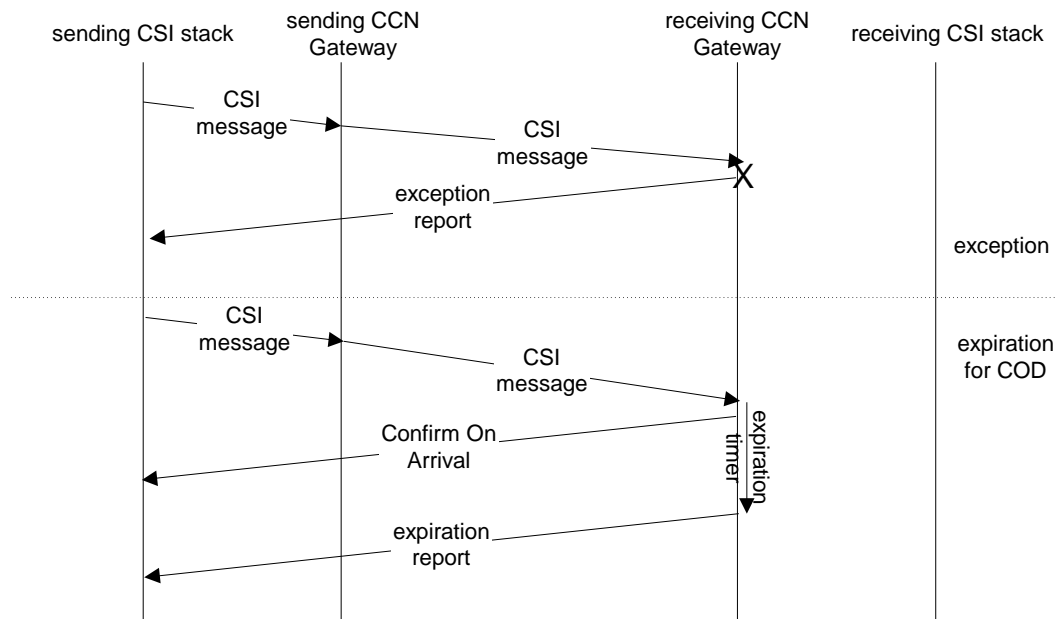 sending CSI stack
sending CCN
Gateway
receiving CCN
Gateway
receiving CSI stack
CSI
message
CSI
message
X
exception
report
exception
CSI
message
CSI
message
expiration
for COD
Confirm On
Arrival
expiration
timer
expiration
report